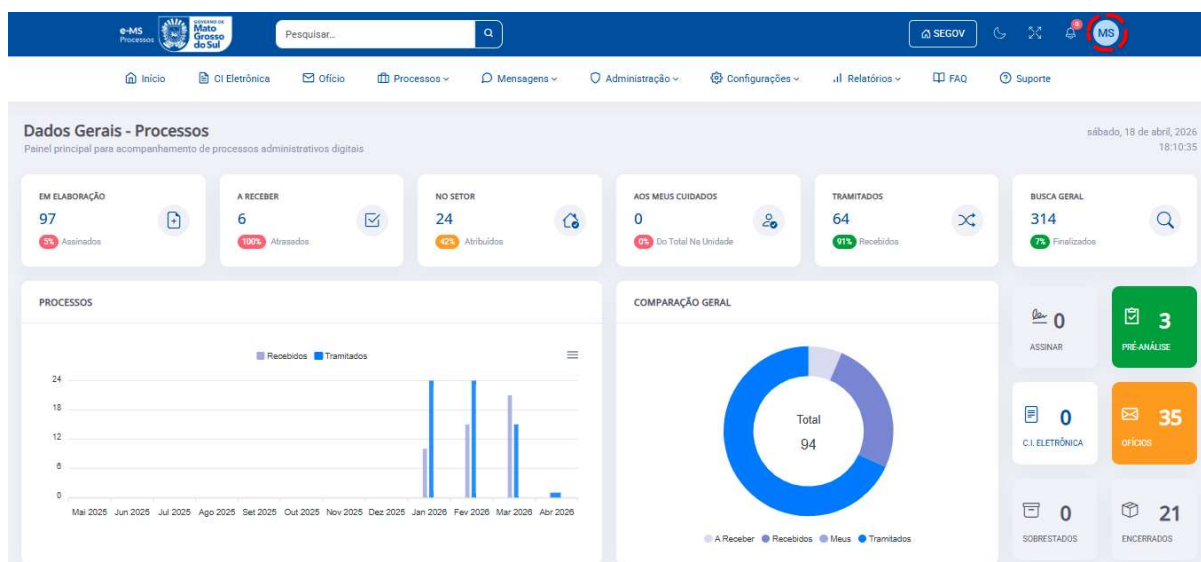 e-MS
Processos
GOVERNO DE
Mato
Grosso
do Sul
Pesquisar...
SEGOV
MS
Início
CI Eletrônica
Ofício
Processos
Mensagens
Administração
Configurações
Relatórios
FAQ
Suporte
Dados Gerais - Processos
Painel principal para acompanhamento de processos administrativos digitais
sábado, 18 de abril, 2026
18:10:35
EM ELABORAÇÃO
97
5% Assinados
A RECEBER
6
100% Atrasados
NO SETOR
24
42% Atribuídos
AOS MEUS CUIDADOS
0
0% Do Total Na Unidade
TRAMITADOS
64
91% Recebidos
BUSCA GERAL
314
7% Finalizados
PROCESSOS
Recebidos Tramitados
24
18
12
6
0
Mai 2025 Jun 2025 Jul 2025 Ago 2025 Set 2025 Out 2025 Nov 2025 Dez 2025 Jan 2026 Fev 2026 Mar 2026 Abr 2026
COMPARAÇÃO GERAL
Total
94
A Receber Recebidos Meus Tramitados
0
ASSINAR
3
PRÉ-ANÁLISE
0
C.I. ELETRÔNICA
35
OFÍCIOS
0
SOBRESTADOS
21
ENCERRADOS